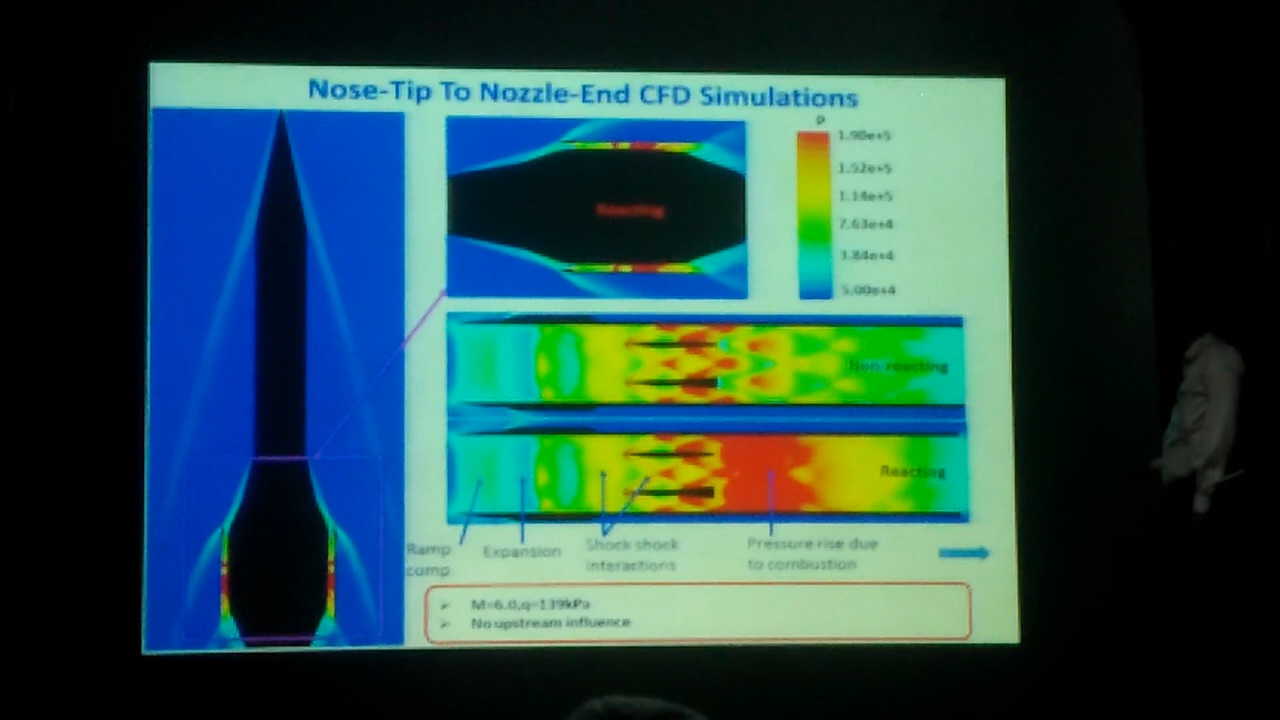 Nose-Tip To Nozzle-End CFD Simulations
P
1.90e+5
1.52e+5
1.14e+5
7.63e+4
3.84e+4
5.00e+4
Reacting
Non-reacting
Reacting
Ramp
comp.
Expansion
Shock shock
interactions
Pressure rise due
to combustion
M=6.0,q=139kPa
No upstream influence